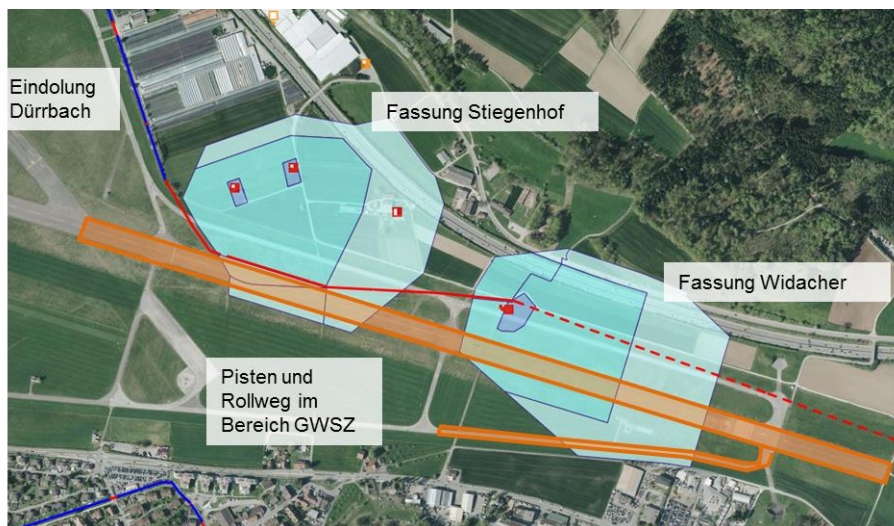 Eindolung
Dürrbach
Fassung Stiegenhof
Fassung Widacher
Pisten und
Rollweg im
Bereich GWSZ